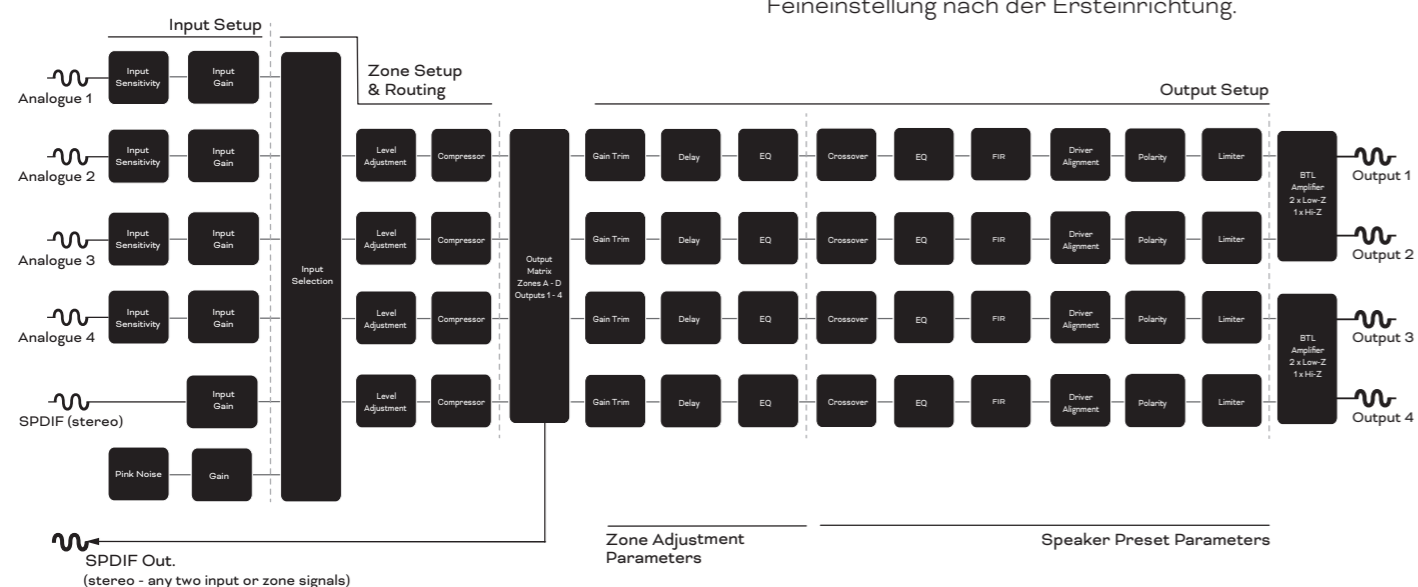 Feineinstellung nach der Ersteinrichtung.
Input Setup
Zone Setup
& Routing
Output Setup
Analogue 1
Input
Sensitivity
Input
Gain
Analogue 2
Input
Sensitivity
Input
Gain
Analogue 3
Input
Sensitivity
Input
Gain
Analogue 4
Input
Sensitivity
Input
Gain
SPDIF (stereo)
Input
Gain
Pink Noise
Gain
Input
Selection
Level
Adjustment
Compressor
Level
Adjustment
Compressor
Level
Adjustment
Compressor
Level
Adjustment
Compressor
Output
Matrix
Zones A - D
Outputs 1 - 4
Gain Trim
Delay
EQ
Crossover
EQ
FIR
Driver
Alignment
Polarity
Limiter
Gain Trim
Delay
EQ
Crossover
EQ
FIR
Driver
Alignment
Polarity
Limiter
Gain Trim
Delay
EQ
Crossover
EQ
FIR
Driver
Alignment
Polarity
Limiter
Gain Trim
Delay
EQ
Crossover
EQ
FIR
Driver
Alignment
Polarity
Limiter
BTL
Amplifier
2 x Low-Z
1 x Hi-Z
BTL
Amplifier
2 x Low-Z
1 x Hi-Z
Output 1
Output 2
Output 3
Output 4
SPDIF Out.
(stereo - any two input or zone signals)
Zone Adjustment
Parameters
Speaker Preset Parameters